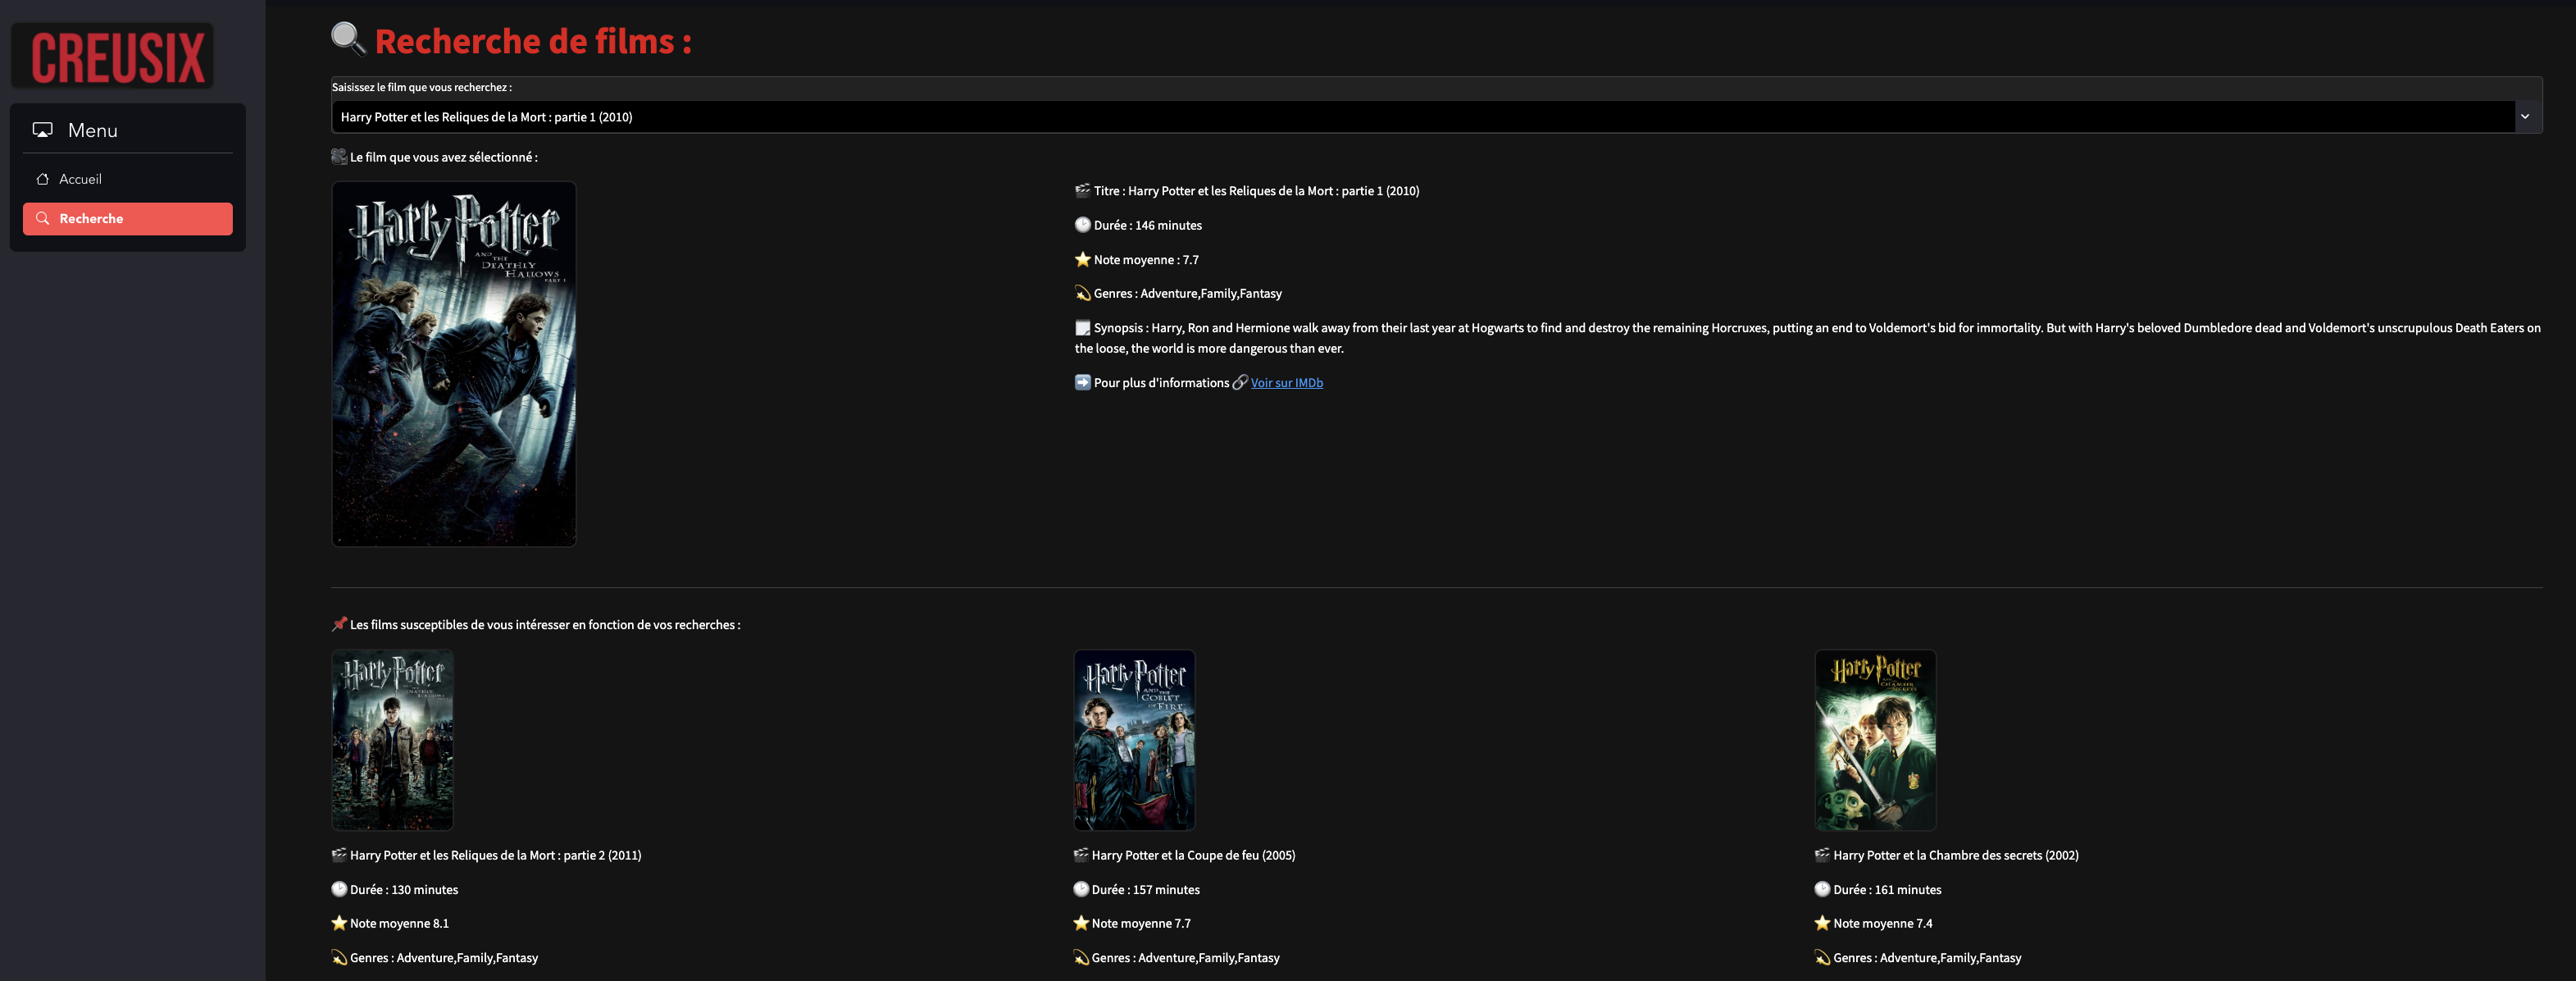 CREUSIX
Menu
Accueil
Recherche
Recherche de films :
Saisissez le film que vous recherchez :
Harry Potter et les Reliques de la Mort : partie 1 (2010)
Le film que vous avez sélectionné :
Harry Potter
AND THE
DEATHLY
HALLOWS
PART 1
Titre : Harry Potter et les Reliques de la Mort : partie 1 (2010)
Durée : 146 minutes
Note moyenne : 7.7
Genres : Adventure,Family,Fantasy
Synopsis : Harry, Ron and Hermione walk away from their last year at Hogwarts to find and destroy the remaining Horcruxes, putting an end to Voldemort's bid for immortality. But with Harry's beloved Dumbledore dead and Voldemort's unscrupulous Death Eaters on
the loose, the world is more dangerous than ever.
Pour plus d'informations Voir sur IMDb
Les films susceptibles de vous intéresser en fonction de vos recherches :
Harry Potter
Harry Potter et les Reliques de la Mort : partie 2 (2011)
Durée : 130 minutes
Note moyenne 8.1
Genres : Adventure,Family,Fantasy
Harry Potter
AND THE
GOBLET
OF FIRE
Harry Potter et la Coupe de feu (2005)
Durée : 157 minutes
Note moyenne 7.7
Genres : Adventure,Family,Fantasy
Harry Potter
Harry Potter et la Chambre des secrets (2002)
Durée : 161 minutes
Note moyenne 7.4
Genres : Adventure,Family,Fantasy